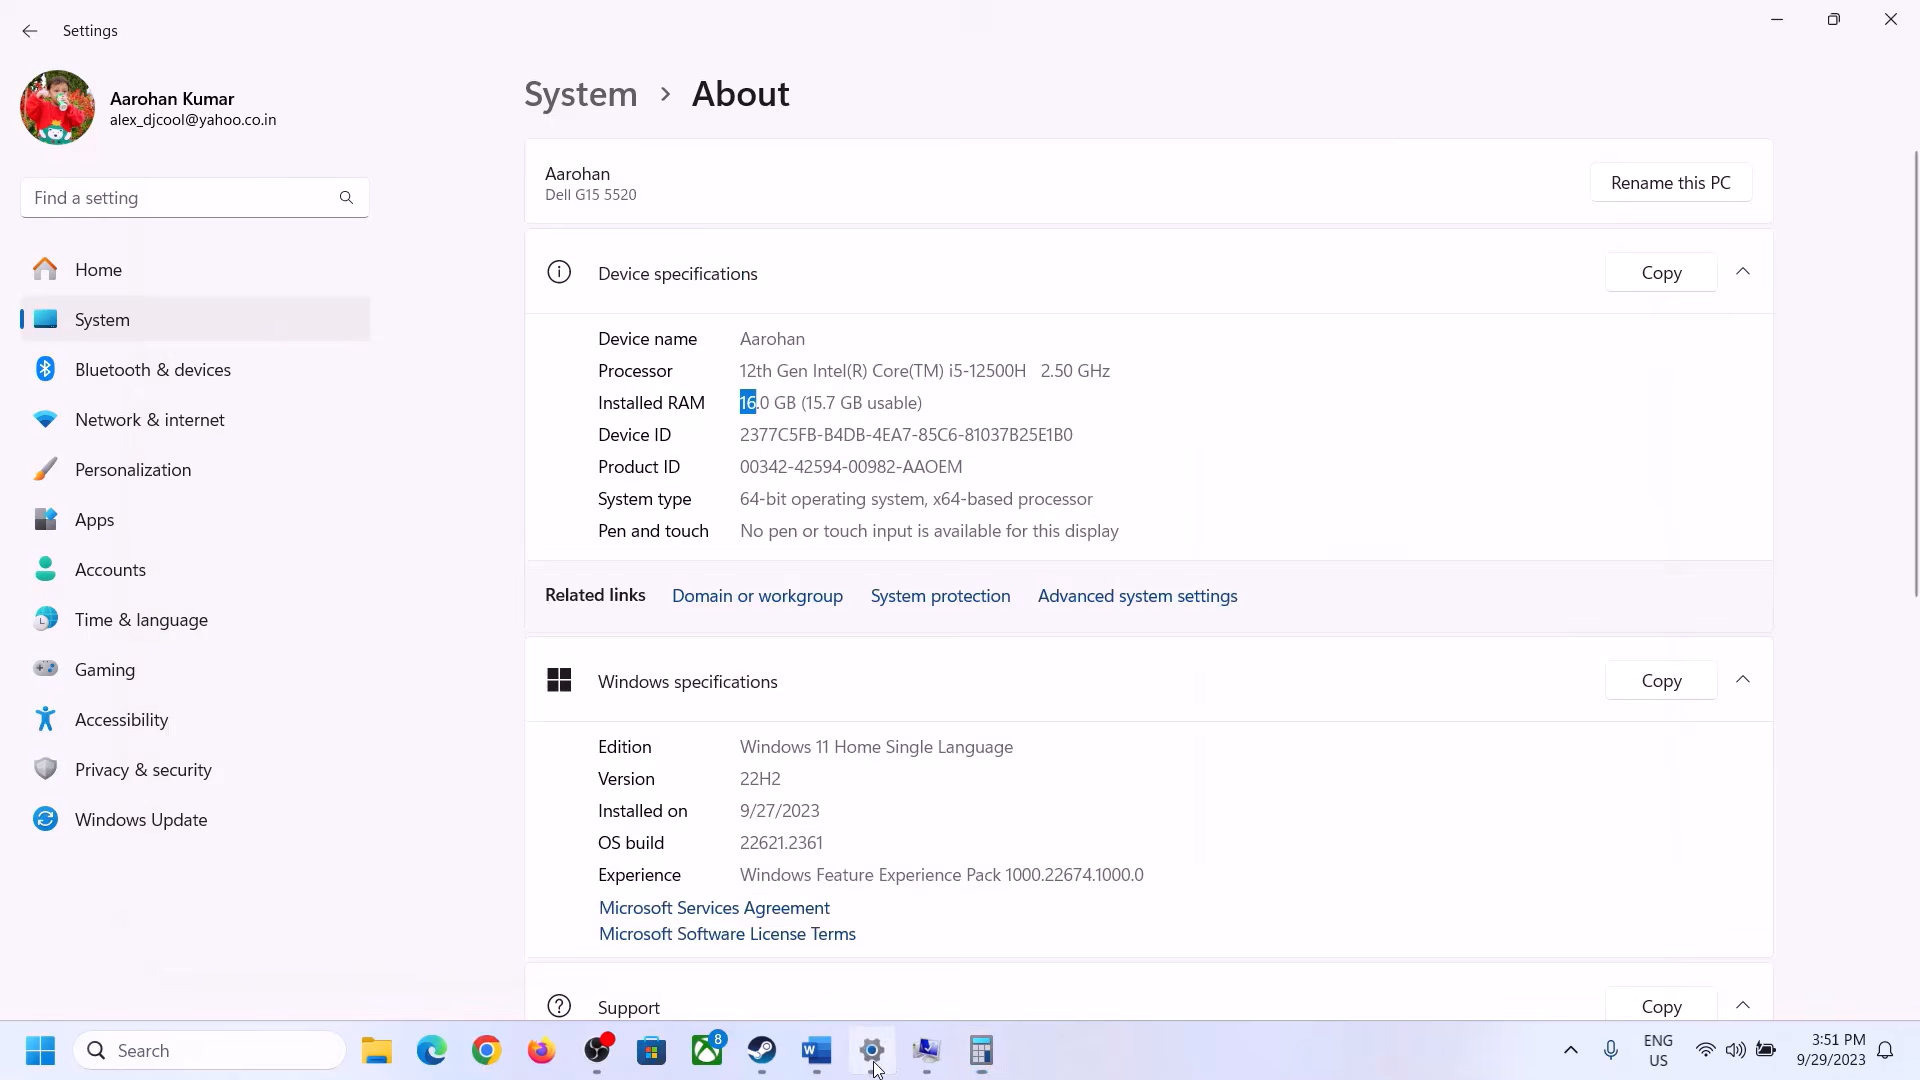 Settings
Aarohan Kumar
alex_djcool@yahoo.co.in
Find a setting
Home
System
Bluetooth & devices
Network & internet
Personalization
Apps
Accounts
Time & language
Gaming
Accessibility
Privacy & security
Windows Update
System > About
Aarohan
Dell G15 5520
Rename this PC
Device specifications
Copy
Device name Aarohan
Processor 12th Gen Intel(R) Core(TM) i5-12500H 2.50 GHz
Installed RAM 16.0 GB (15.7 GB usable)
Device ID 2377C5FB-B4DB-4EA7-85C6-81037B25E1B0
Product ID 00342-42594-00982-AAOEM
System type 64-bit operating system, x64-based processor
Pen and touch No pen or touch input is available for this display
Related links Domain or workgroup System protection Advanced system settings
Windows specifications
Copy
Edition Windows 11 Home Single Language
Version 22H2
Installed on 9/27/2023
OS build 22621.2361
Experience Windows Feature Experience Pack 1000.22674.1000.0
Microsoft Services Agreement
Microsoft Software License Terms
Support
Copy
Search
8
W
ENG
US
3:51 PM
9/29/2023